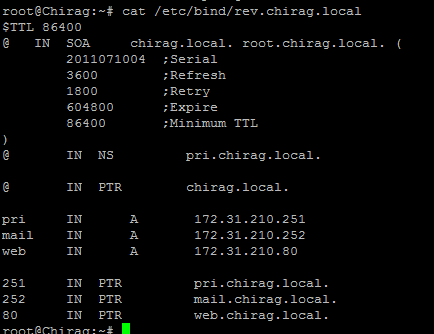 root@Chirag:~# cat /etc/bind/rev.chirag.local
$TTL 86400
@ IN SOA chirag.local. root.chirag.local. (
2011071004 ;Serial
3600 ;Refresh
1800 ;Retry
604800 ;Expire
86400 ;Minimum TTL
)
@ IN NS pri.chirag.local.
@ IN PTR chirag.local.
pri IN A 172.31.210.251
mail IN A 172.31.210.252
web IN A 172.31.210.80
251 IN PTR pri.chirag.local.
252 IN PTR mail.chirag.local.
80 IN PTR web.chirag.local.
root@Chirag:~#